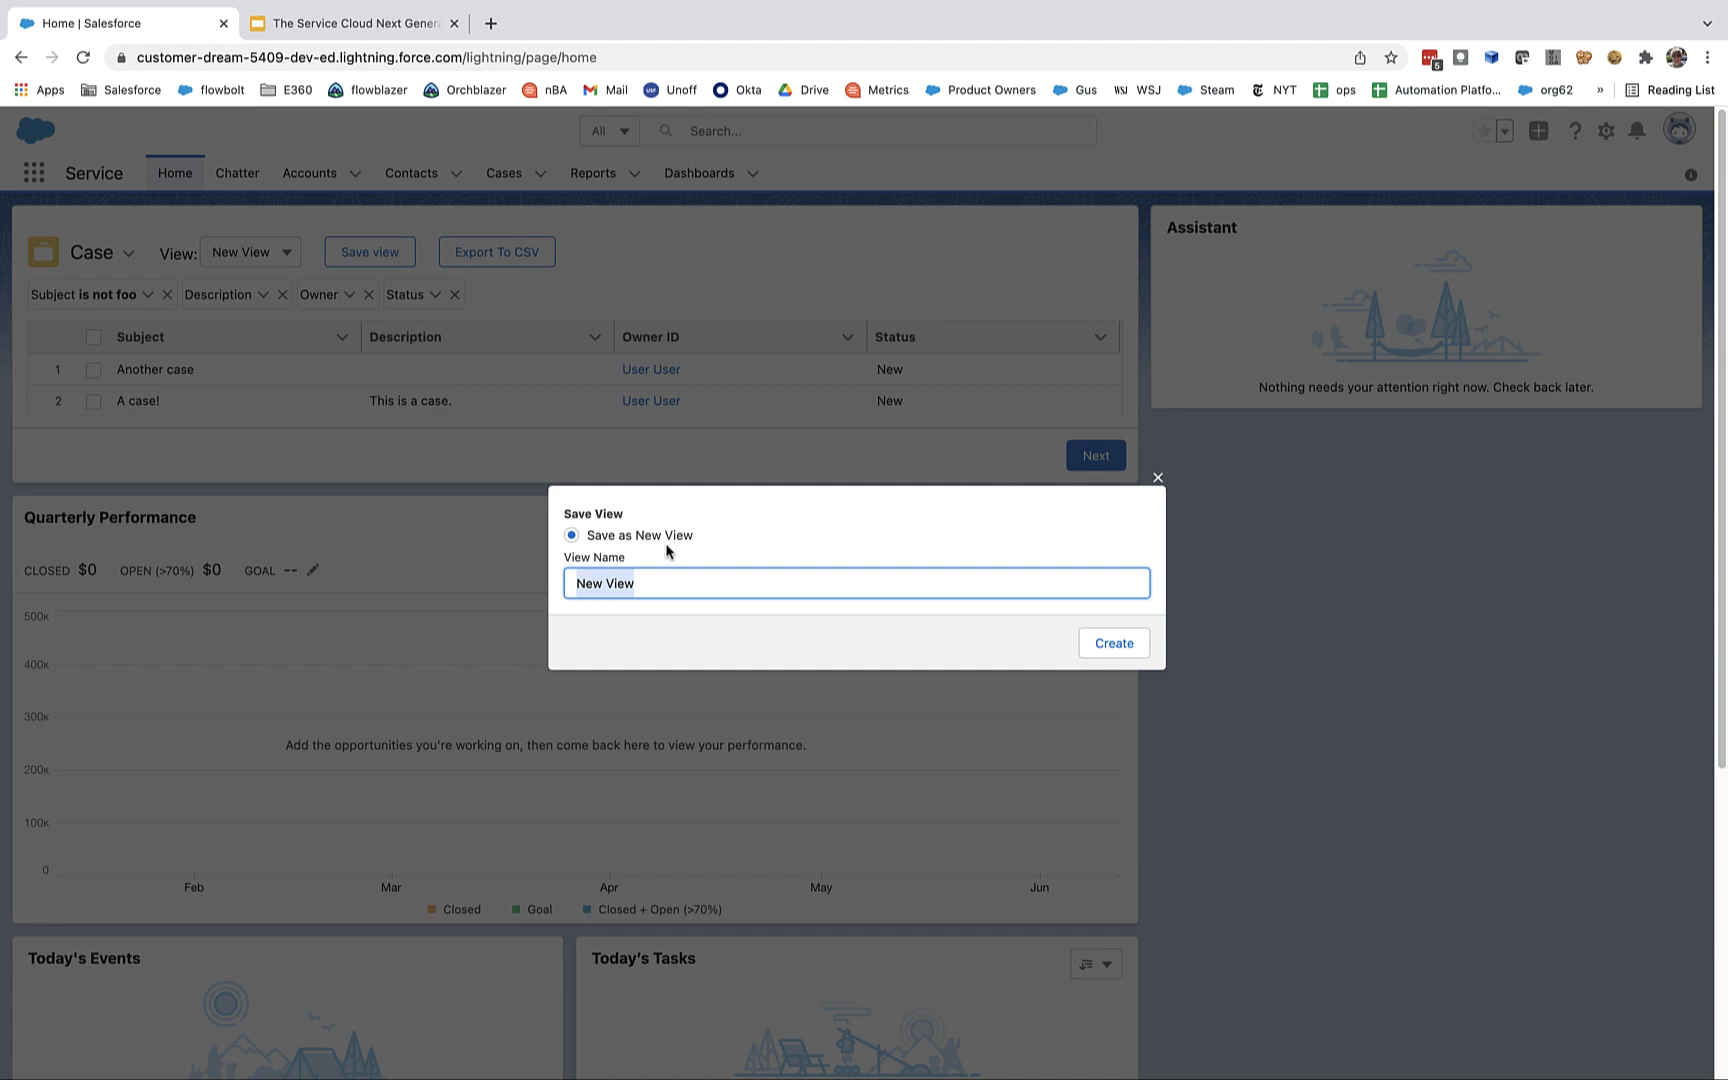 Home | Salesforce
The Service Cloud Next Gener
customer-dream-5409-dev-ed.lightning.force.com/lightning/page/home
5
Apps Salesforce flowbolt E360 flowblazer Orchblazer nBA Mail Unoff Okta Drive Metrics Product Owners Gus WSJ Steam NYT ops Automation Platfo... org62 » Reading List
All Search...
Service Home Chatter Accounts Contacts Cases Reports Dashboards
Case View: New View Save view Export To CSV
Subject is not foo Description Owner Status
Subject Description Owner ID Status
1 Another case User User New
2 A case! This is a case. User User New
Next
Assistant
Nothing needs your attention right now. Check back later.
Save View
Save as New View
View Name
New View
Create
Quarterly Performance
CLOSED $0 OPEN (>70%) $0 GOAL --
500K
400K
300K
200K
100K
0
Add the opportunities you're working on, then come back here to view your performance.
Feb Mar Apr May Jun
Closed Goal Closed + Open (>70%)
Today's Events
Today's Tasks